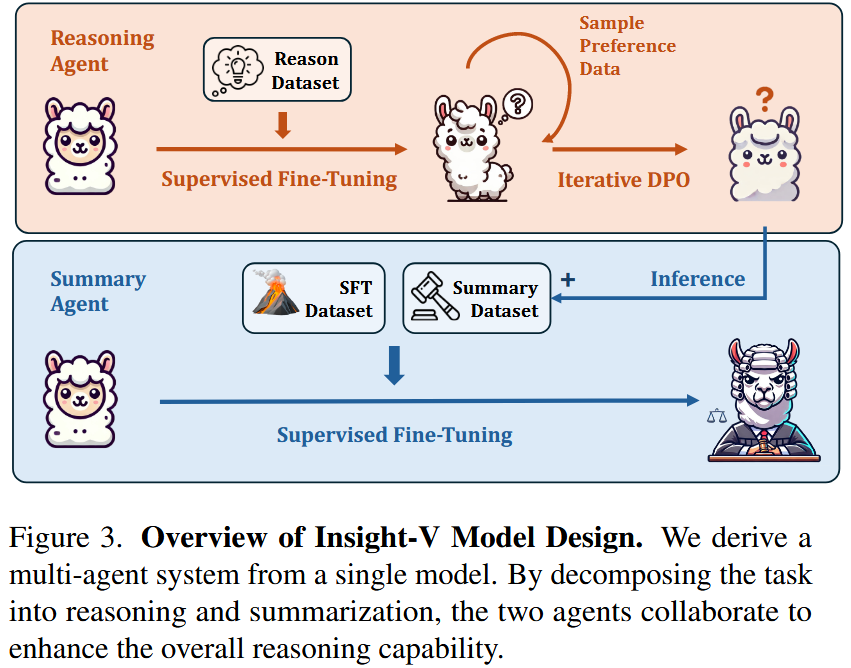 Reasoning
Agent
Reason
Dataset
Sample
Preference
Data
?
?
Supervised Fine-Tuning
Iterative DPO
Summary
Agent
SFT
Dataset
Summary
Dataset
+
Inference
Supervised Fine-Tuning
Figure 3. Overview of Insight-V Model Design. We derive a
multi-agent system from a single model. By decomposing the task
into reasoning and summarization, the two agents collaborate to
enhance the overall reasoning capability.